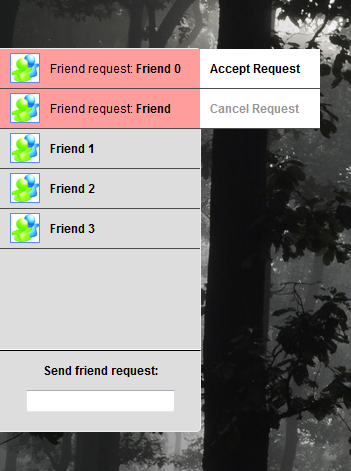 Friend request: Friend 0 Accept Request
Friend request: Friend Cancel Request
Friend 1
Friend 2
Friend 3
Send friend request: